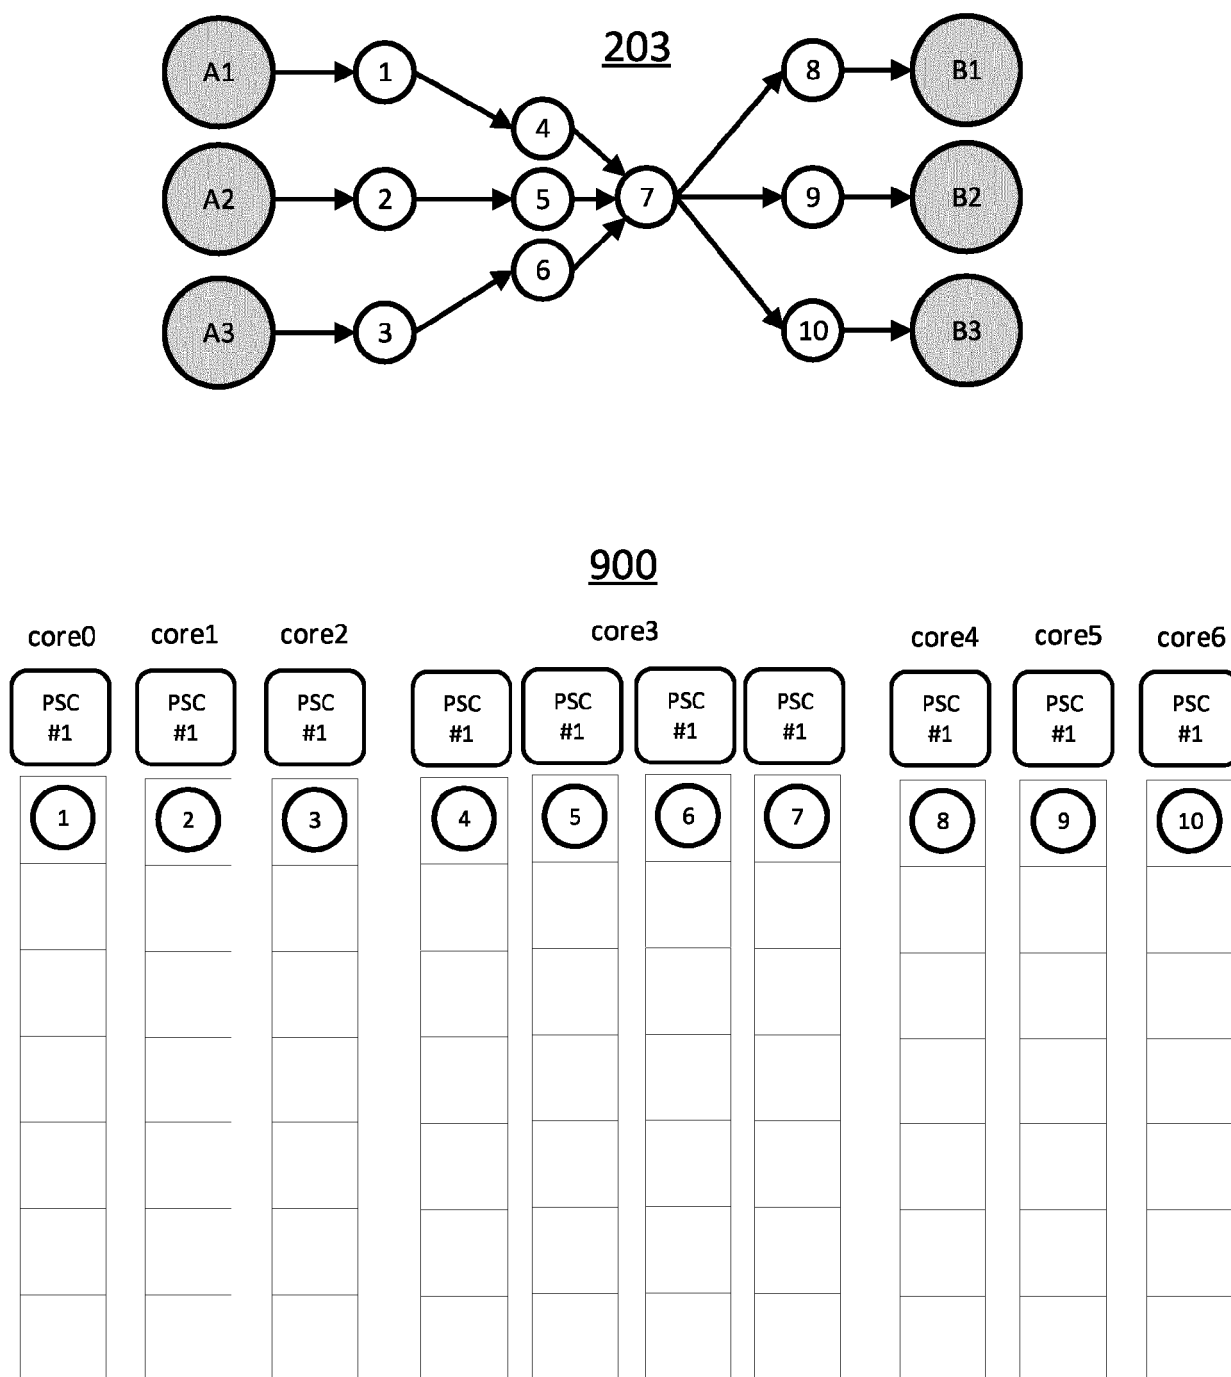 203
A1 1 8 B1
4
A2 2 5 7 9 B2
6
A3 3 10 B3
900
core0 core1 core2 core3 core4 core5 core6
PSC PSC PSC PSC PSC PSC PSC PSC PSC PSC
#1 #1 #1 #1 #1 #1 #1 #1 #1 #1
1 2 3 4 5 6 7 8 9 10